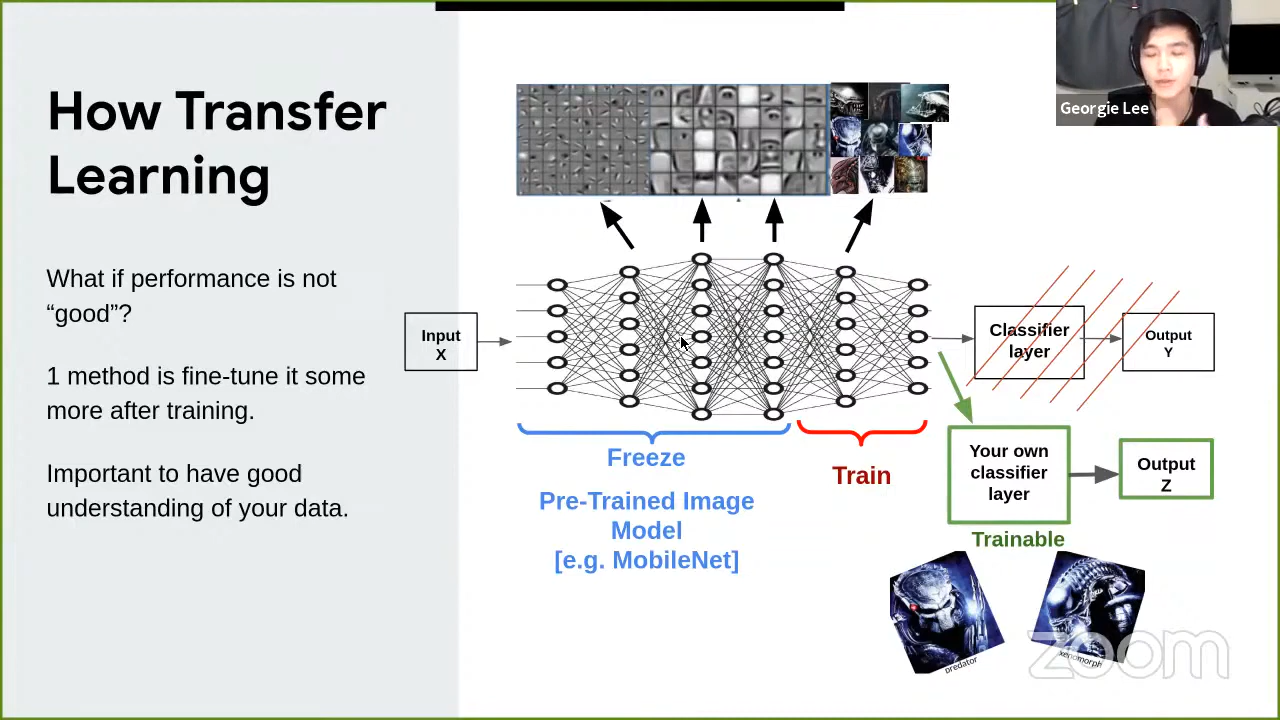 How Transfer
Learning
What if performance is not
“good”?
1 method is fine-tune it some
more after training.
Important to have good
understanding of your data.
Input
X
Classifier
layer
Output
Y
Freeze
Train
Pre-Trained Image
Model
[e.g. MobileNet]
Your own
classifier
layer
Output
Z
Trainable
predator
xenomorph
Georgie Lee
zoom